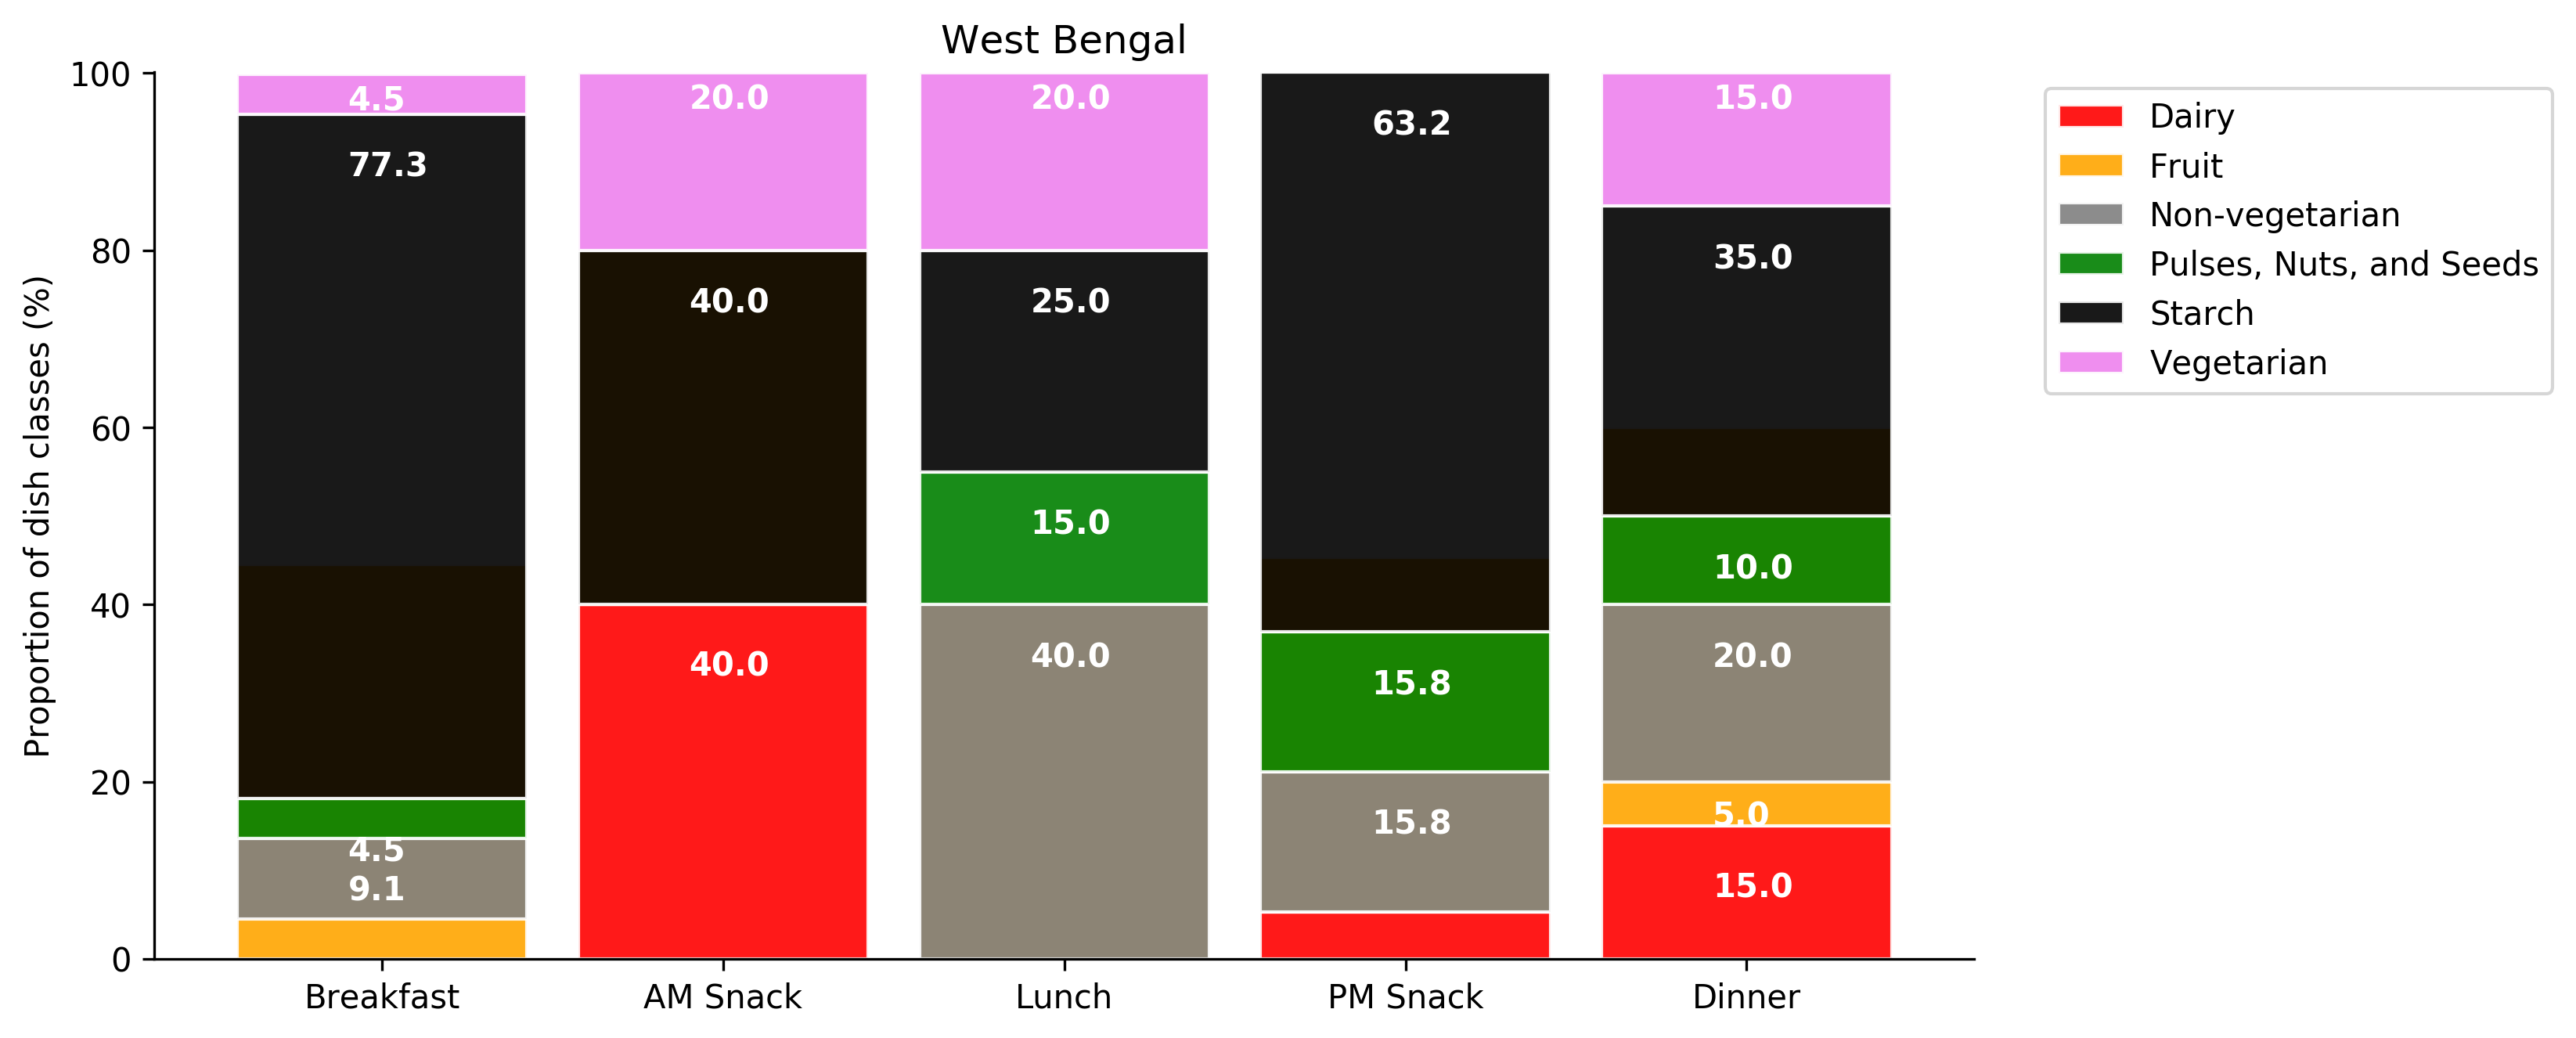 West Bengal
Proportion of dish classes (%)
100
80
60
40
20
0
4.5
77.3
4.5
9.1
20.0
40.0
40.0
20.0
25.0
15.0
40.0
63.2
15.8
15.8
15.0
35.0
10.0
20.0
5.0
15.0
Breakfast
AM Snack
Lunch
PM Snack
Dinner
Dairy
Fruit
Non-vegetarian
Pulses, Nuts, and Seeds
Starch
Vegetarian